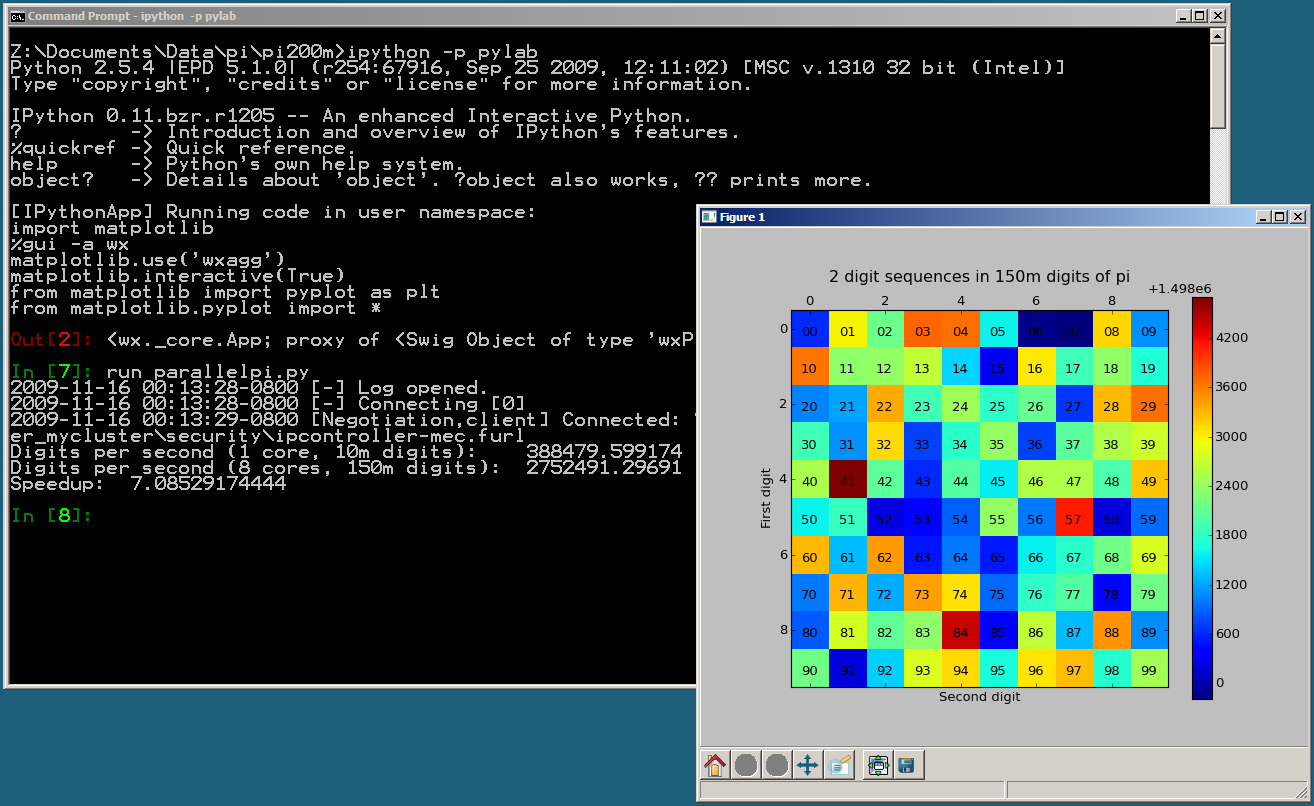 Command Prompt - ipython -p pylab
Z:\Documents\Data\pi\pi200m>ipython -p pylab
Python 2.5.4 |EPD 5.1.0| (r254:67916, Sep 25 2009, 12:11:02) [MSC v.1310 32 bit (Intel)]
Type "copyright", "credits" or "license" for more information.
IPython 0.11.bzr.r1205 -- An enhanced Interactive Python.
?         -> Introduction and overview of IPython's features.
%quickref -> Quick reference.
help      -> Python's own help system.
object?   -> Details about 'object'. ?object also works, ?? prints more.
[IPythonApp] Running code in user namespace:
import matplotlib
%gui -a wx
matplotlib.use('wxagg')
matplotlib.interactive(True)
from matplotlib import pyplot as plt
from matplotlib.pyplot import *
Out[2]: <wx._core.App; proxy of <Swig Object of type 'wxP
In [7]: run parallelpi.py
2009-11-16 00:13:28-0800 [-] Log opened.
2009-11-16 00:13:28-0800 [-] Connecting [0]
2009-11-16 00:13:29-0800 [Negotiation,client] Connected:
er_mycluster\security\ipcontroller-mec.furl
Digits per second (1 core, 10m digits):   388479.599174
Digits per second (8 cores, 150m digits):  2752491.29691
Speedup:  7.08529174444
In [8]:
Figure 1
2 digit sequences in 150m digits of pi
+1.498e6
0 2 4 6 8
0 00 01 02 03 04 05 06 07 08 09
10 11 12 13 14 15 16 17 18 19
2 20 21 22 23 24 25 26 27 28 29
30 31 32 33 34 35 36 37 38 39
4 40 41 42 43 44 45 46 47 48 49
50 51 52 53 54 55 56 57 58 59
6 60 61 62 63 64 65 66 67 68 69
70 71 72 73 74 75 76 77 78 79
8 80 81 82 83 84 85 86 87 88 89
90 91 92 93 94 95 96 97 98 99
First digit
Second digit
4200
3600
3000
2400
1800
1200
600
0